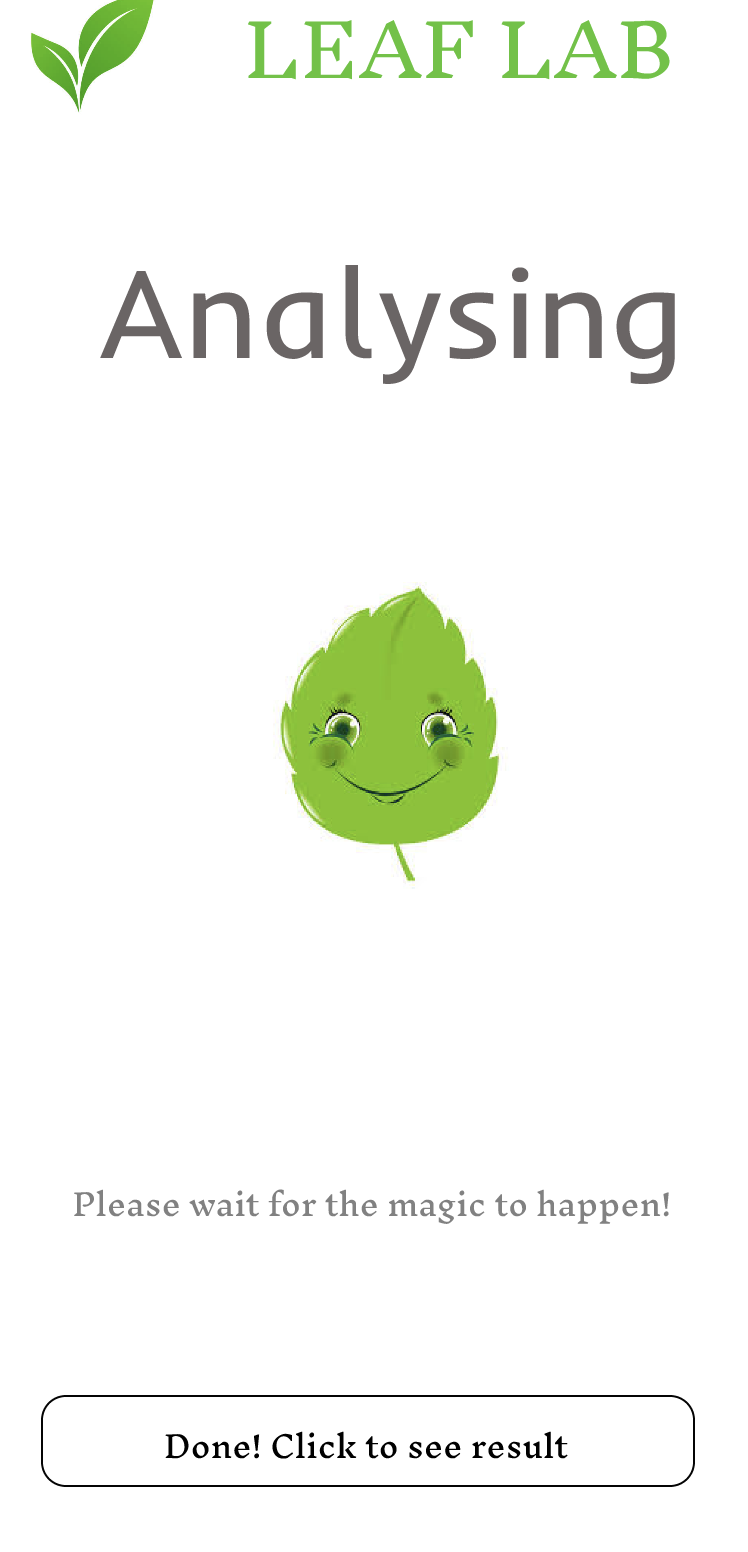 LEAF LAB
Analysing
Please wait for the magic to happen!
Done! Click to see result